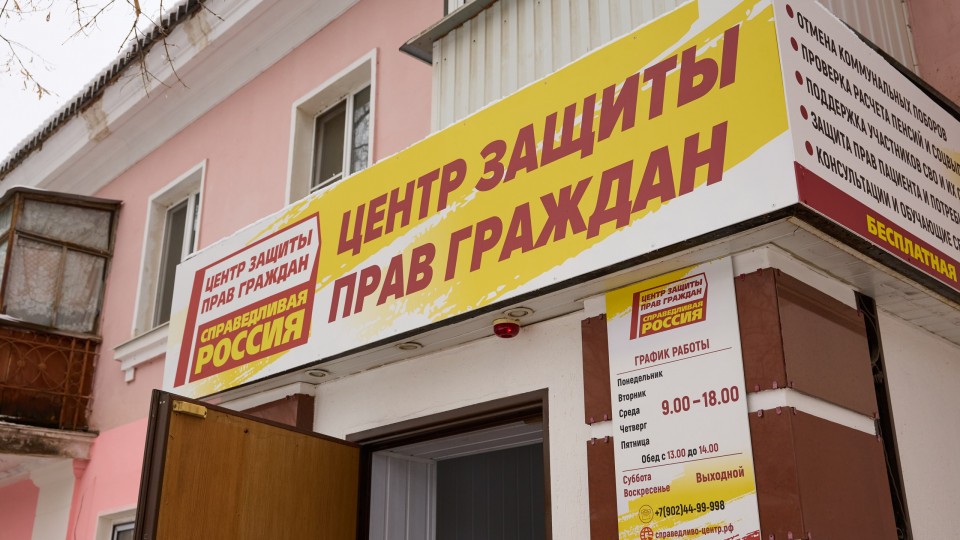 ЦЕНТР ЗАЩИТЫ
ПРАВ ГРАЖДАН
ЦЕНТР ЗАЩИТЫ
ПРАВ ГРАЖДАН
СПРАВЕДЛИВАЯ
РОССИЯ
• ОТМЕНА КОММУНАЛЬНЫХ ПОБОРОВ
• ПРОВЕРКА РАСЧЕТА ПЕНСИЙ И
• ПОДДЕРЖКА УЧАСТНИКОВ СВО И ИХ
• ЗАЩИТА ПРАВ ПАЦИЕНТА И
• КОНСУЛЬТАЦИИ И ОБУЧАЮЩИЕ
БЕСПЛАТНАЯ
ЦЕНТР ЗАЩИТЫ
ПРАВ ГРАЖДАН
СПРАВЕДЛИВАЯ
РОССИЯ
ГРАФИК РАБОТЫ
Понедельник
Вторник
Среда
Четверг
Пятница
9.00 –18.00
Обед с 13.00 до 14.00
Суббота
Воскресенье
Выходной
+7(902)44-99-998
справедливо-центр.рф